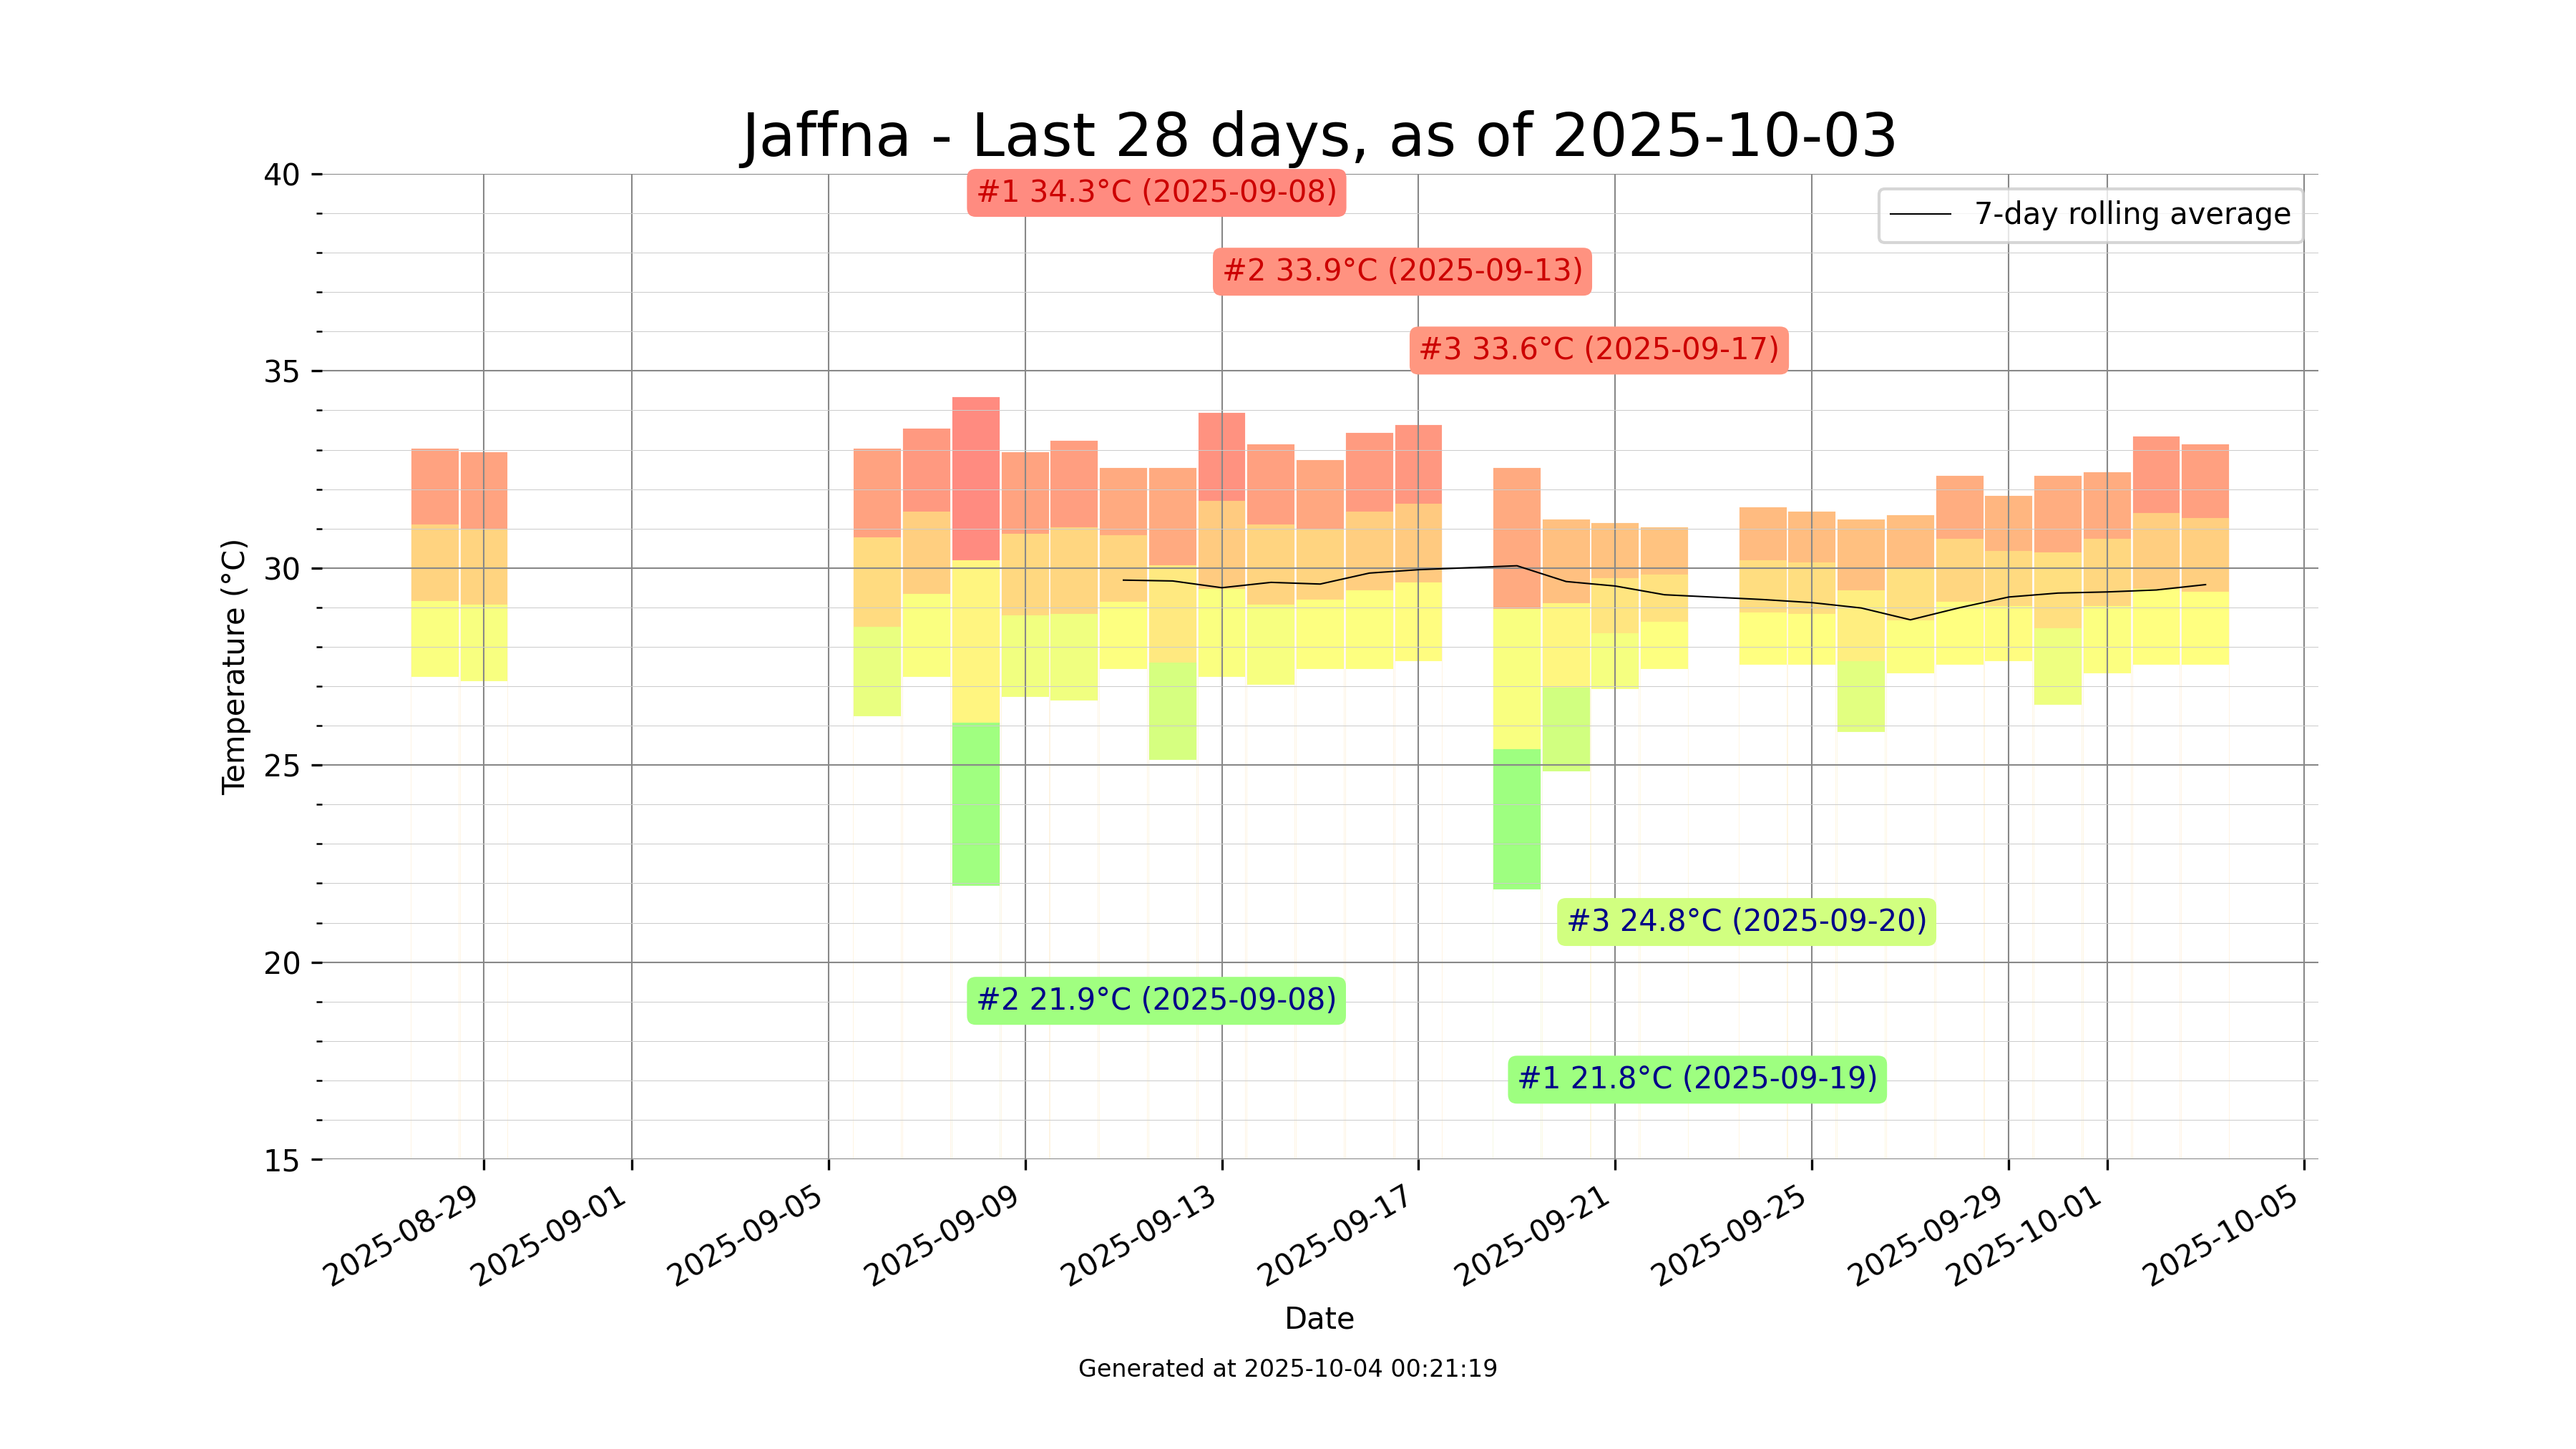 Jaffna - Last 28 days, as of 2025-10-03
40
35
30
25
20
15
Temperature (°C)
#1 34.3°C (2025-09-08)
7-day rolling average
#2 33.9°C (2025-09-13)
#3 33.6°C (2025-09-17)
#3 24.8°C (2025-09-20)
#2 21.9°C (2025-09-08)
#1 21.8°C (2025-09-19)
2025-08-29
2025-09-01
2025-09-05
2025-09-09
2025-09-13
2025-09-17
2025-09-21
2025-09-25
2025-09-29
2025-10-01
2025-10-05
Date
Generated at 2025-10-04 00:21:19